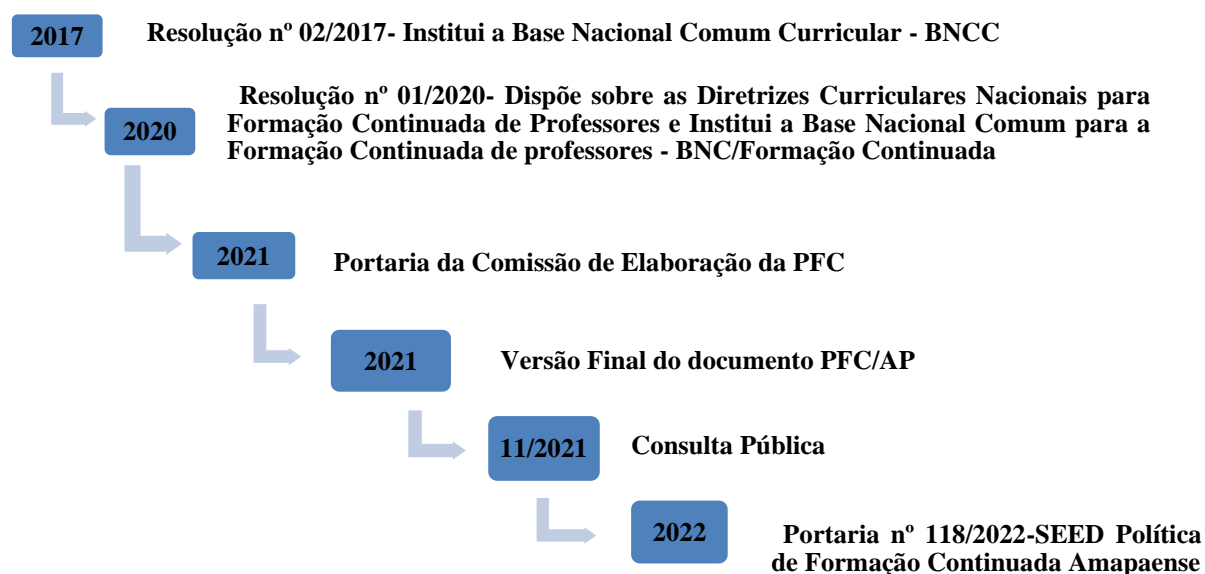 2017
Resolução nº 02/2017- Institui a Base Nacional Comum Curricular - BNCC
2020
Resolução nº 01/2020- Dispõe sobre as Diretrizes Curriculares Nacionais para
Formação Continuada de Professores e Institui a Base Nacional Comum para a
Formação Continuada de professores - BNC/Formação Continuada
2021
Portaria da Comissão de Elaboração da PFC
2021
Versão Final do documento PFC/AP
11/2021
Consulta Pública
2022
Portaria nº 118/2022-SEED Política
de Formação Continuada Amapaense